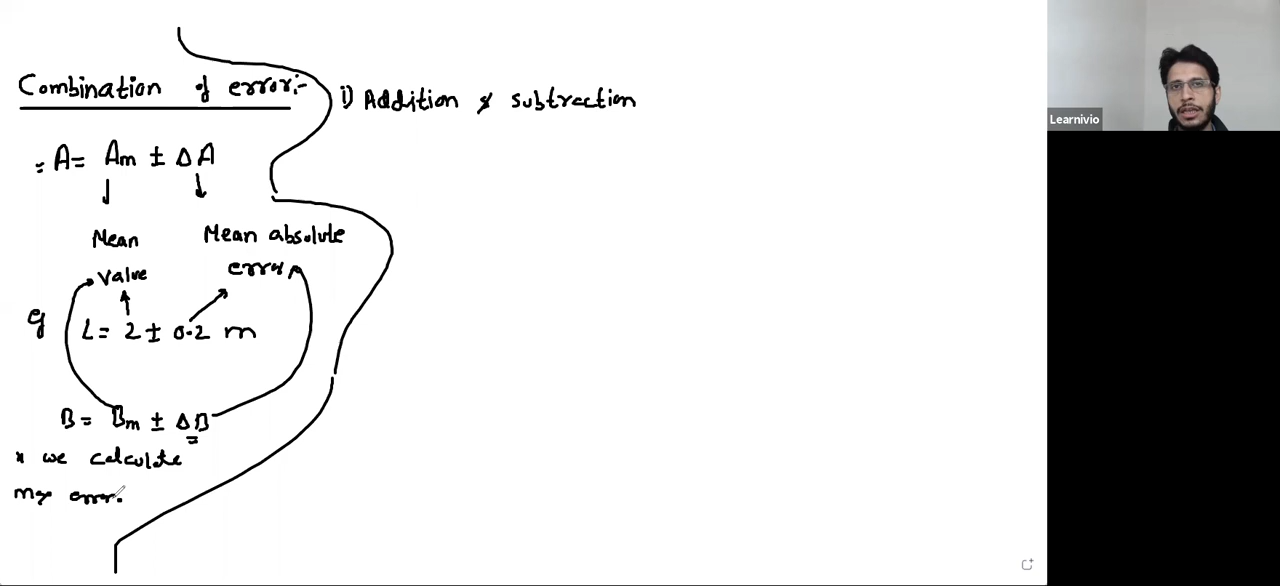 Combination of error:-
= A = Am ± ΔA
↓ ↓
Mean Mean absolute
value error
eg L = 2 ± 0.2 m
B = Bm ± ΔB
* we calculate
max error.
i) Addition & subtraction
Learnivio